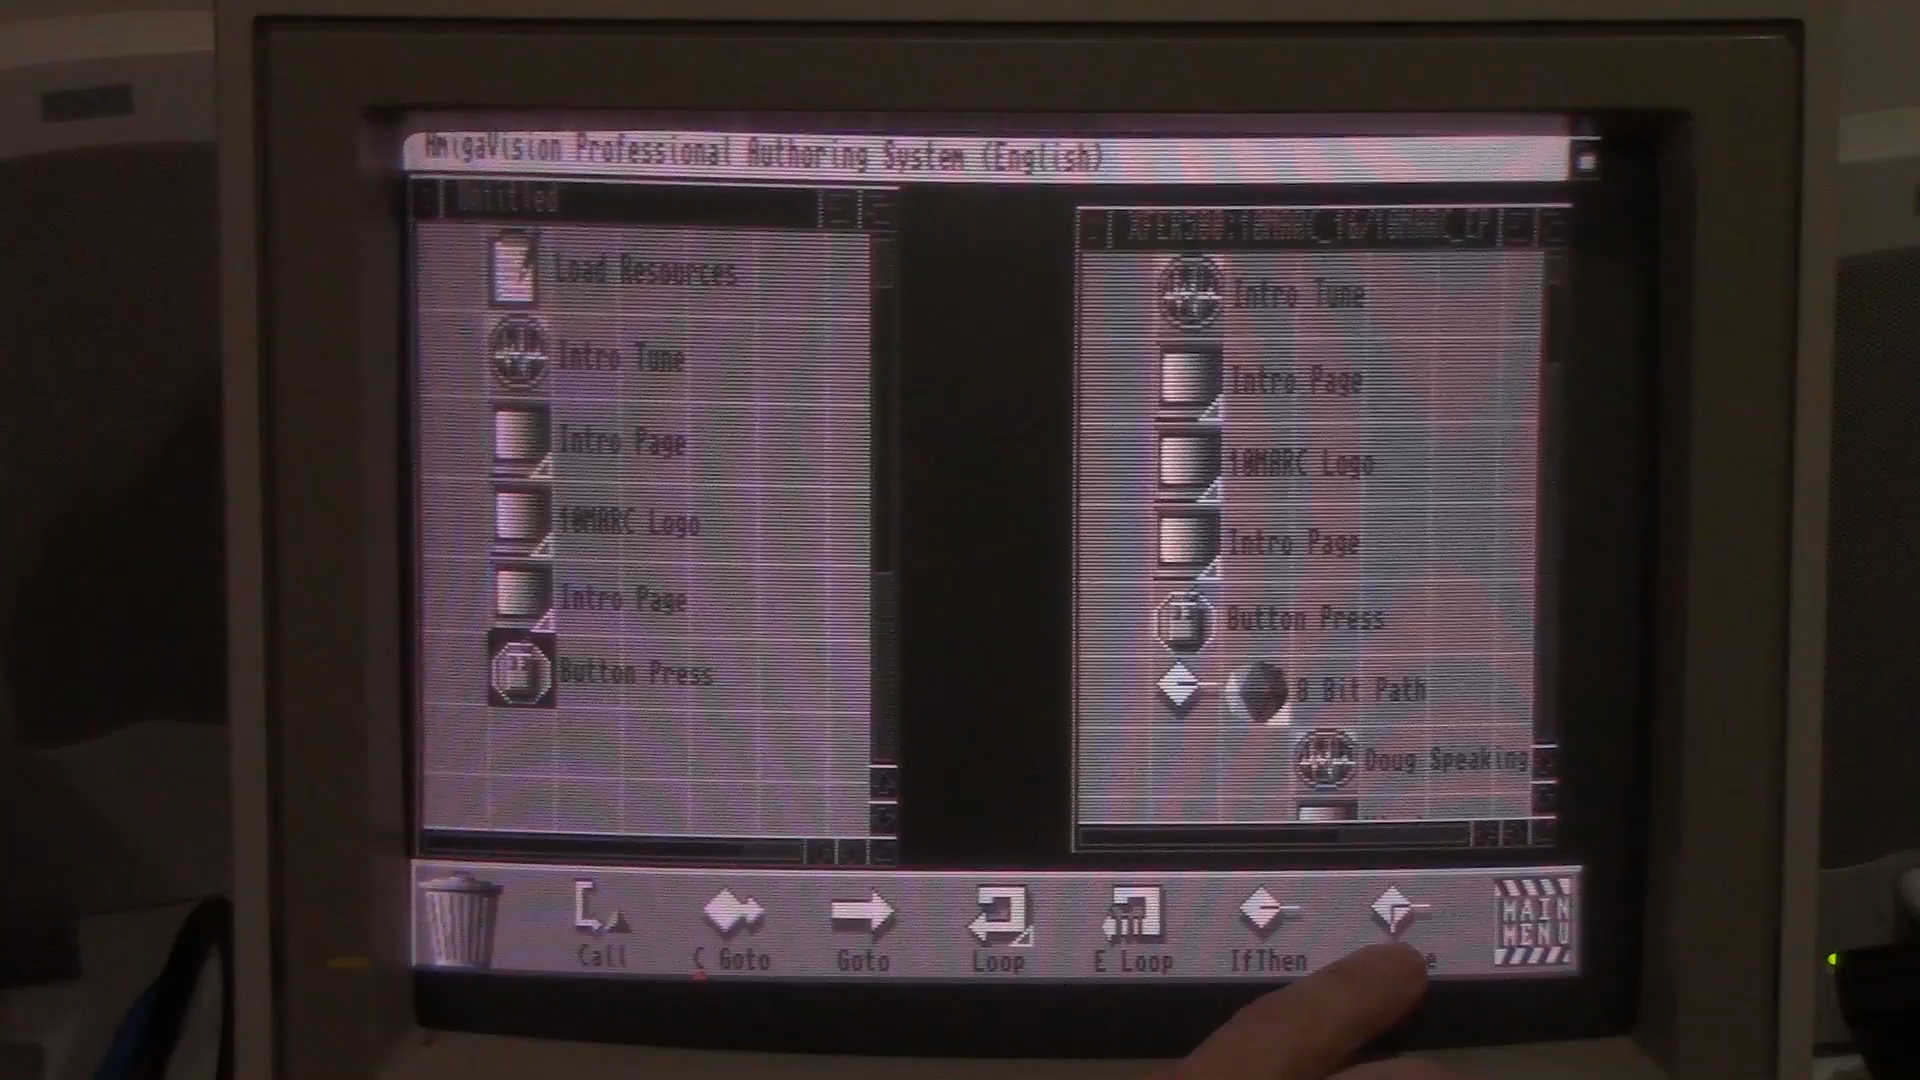 AmigaVision Professional Authoring System (English)
Untitled
Load Resources
Intro Tune
Intro Page
10MARC Logo
Intro Page
Button Press
Intro Tune
Intro Page
10MARC Logo
Intro Page
Button Press
8 Bit Path
Doug Speaking
Call
C Goto
Goto
Loop
E Loop
IfThen
MAIN
MENU